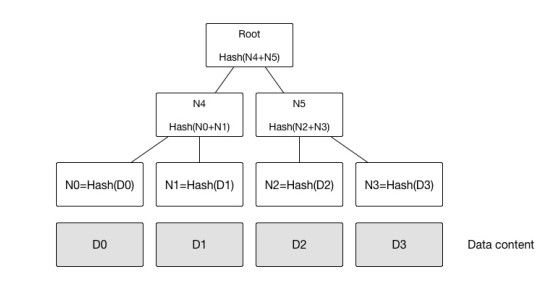 Root
Hash(N4+N5)
N4
N5
Hash(N0+N1)
Hash(N2+N3)
N0=Hash(D0)
N1=Hash(D1)
N2=Hash(D2)
N3=Hash(D3)
D0
D1
D2
D3
Data content